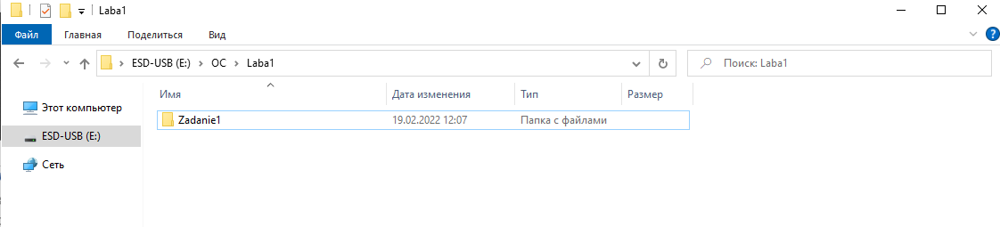 Laba1
Файл Главная Поделиться Вид
ESD-USB (E:) ОС Laba1 Поиск: Laba1
Имя Дата изменения Тип Размер
Этот компьютер
Zadanie1 19.02.2022 12:07 Папка с файлами
ESD-USB (E:)
Сеть